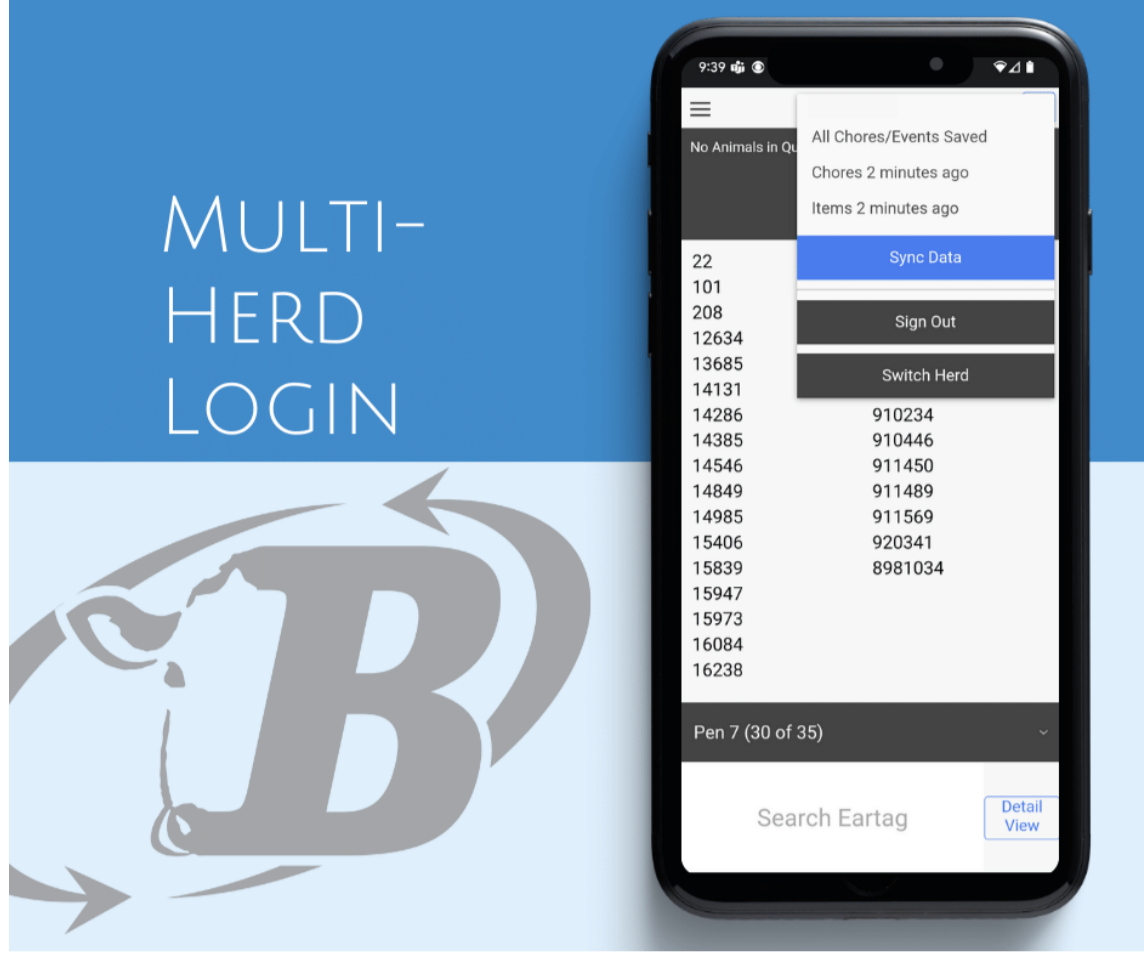 Multi-
Herd
Login
B
9:39
No Animals in Qu
All Chores/Events Saved
Chores 2 minutes ago
Items 2 minutes ago
Sync Data
Sign Out
Switch Herd
22
101
208
12634
13685
14131
14286
14385
14546
14849
14985
15406
15839
15947
15973
16084
16238
910234
910446
911450
911489
911569
920341
8981034
Pen 7 (30 of 35)
Search Eartag
Detail
View